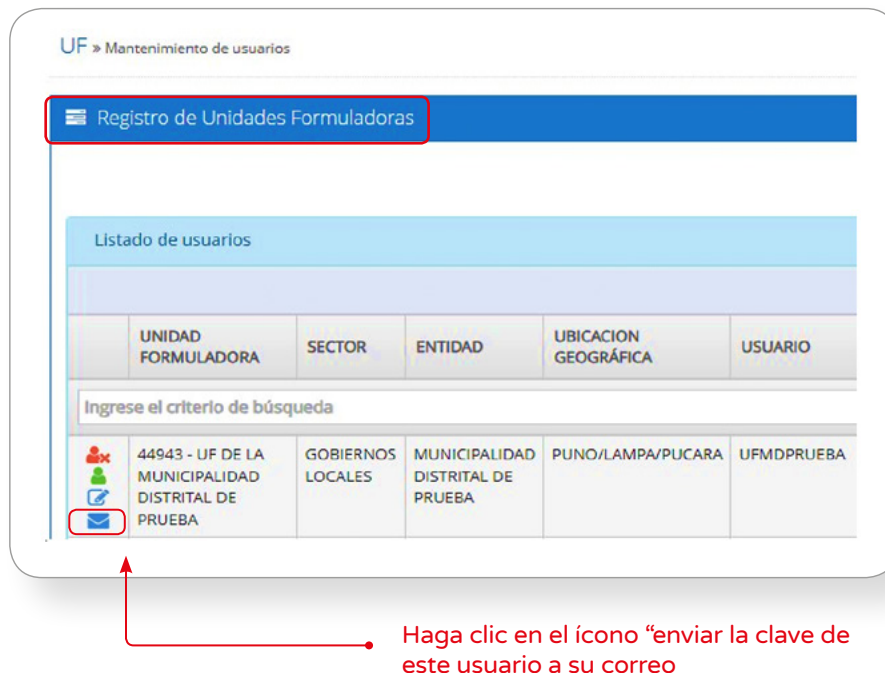 UF » Mantenimiento de usuarios
Registro de Unidades Formuladoras
Listado de usuarios
UNIDAD FORMULADORA SECTOR ENTIDAD UBICACION GEOGRÁFICA USUARIO
Ingrese el criterio de búsqueda
44943 - UF DE LA GOBIERNOS MUNICIPALIDAD PUNO/LAMPA/PUCARA UFMDPRUEBA
MUNICIPALIDAD LOCALES DISTRITAL DE
DISTRITAL DE PRUEBA
PRUEBA
Haga clic en el ícono “enviar la clave de
este usuario a su correo